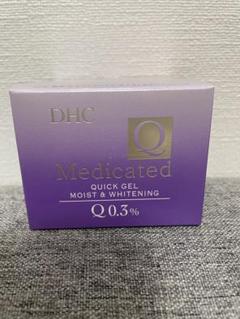 DHC
Q
Medicated
QUICK GEL
MOIST & WHITENING
Q 0.3%